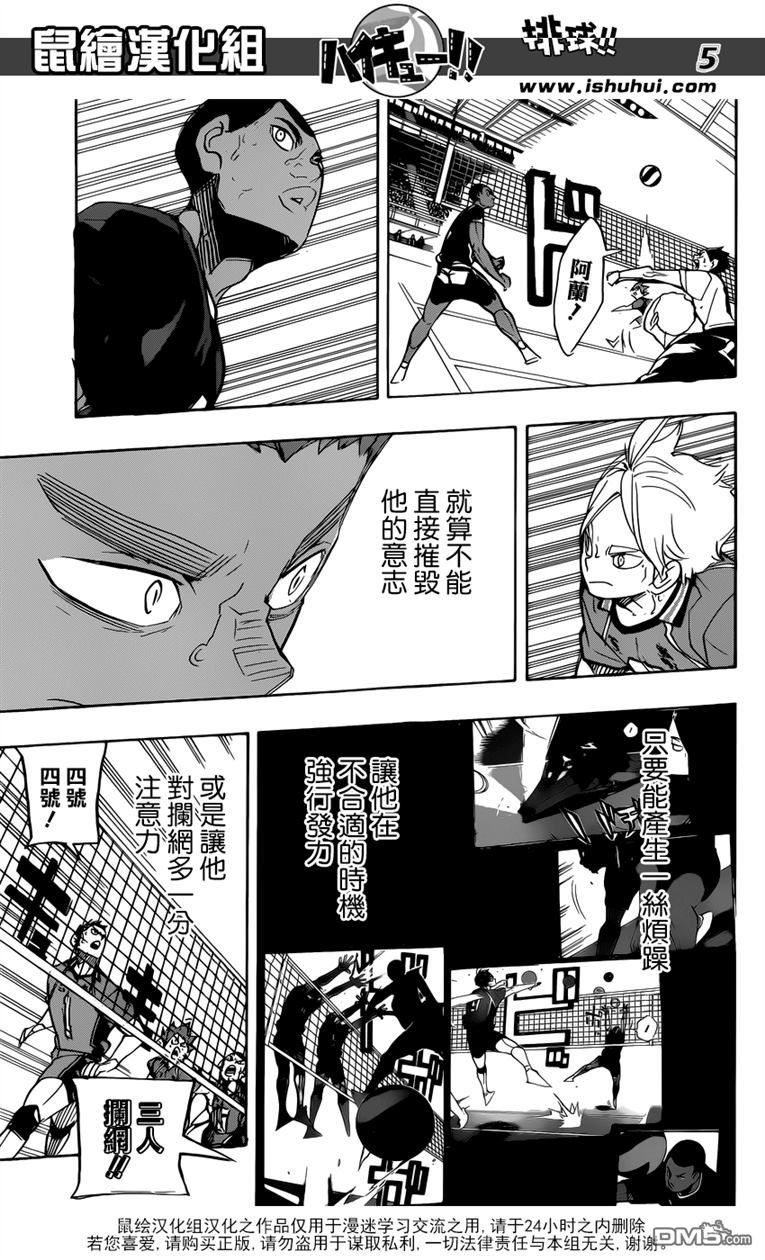 鼠繪漢化組
ハイキュー!!
排球!!
5
www.ishuhui.com
阿蘭!
就算不能
直接摧毀
他的意志
只要能產生一絲煩躁
讓他在
不合適的時機
強行發力
或是讓他
對攔網多一分
注意力
四號
四號!
三人
攔網!!
鼠绘汉化组汉化之作品仅用于漫迷学习交流之用,请于24小时之内删除
若您喜爱,请购买正版,请勿盗用于谋取私利,一切法律责任与本组无关,谢谢。
DM5.com